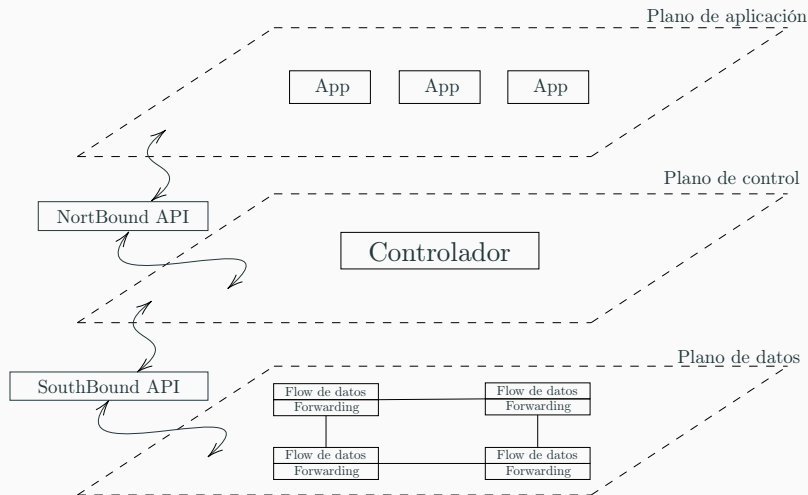 Plano de aplicación
App
App
App
Plano de control
NortBound API
Controlador
Plano de datos
SouthBound API
Flow de datos
Forwarding
Flow de datos
Forwarding
Flow de datos
Forwarding
Flow de datos
Forwarding